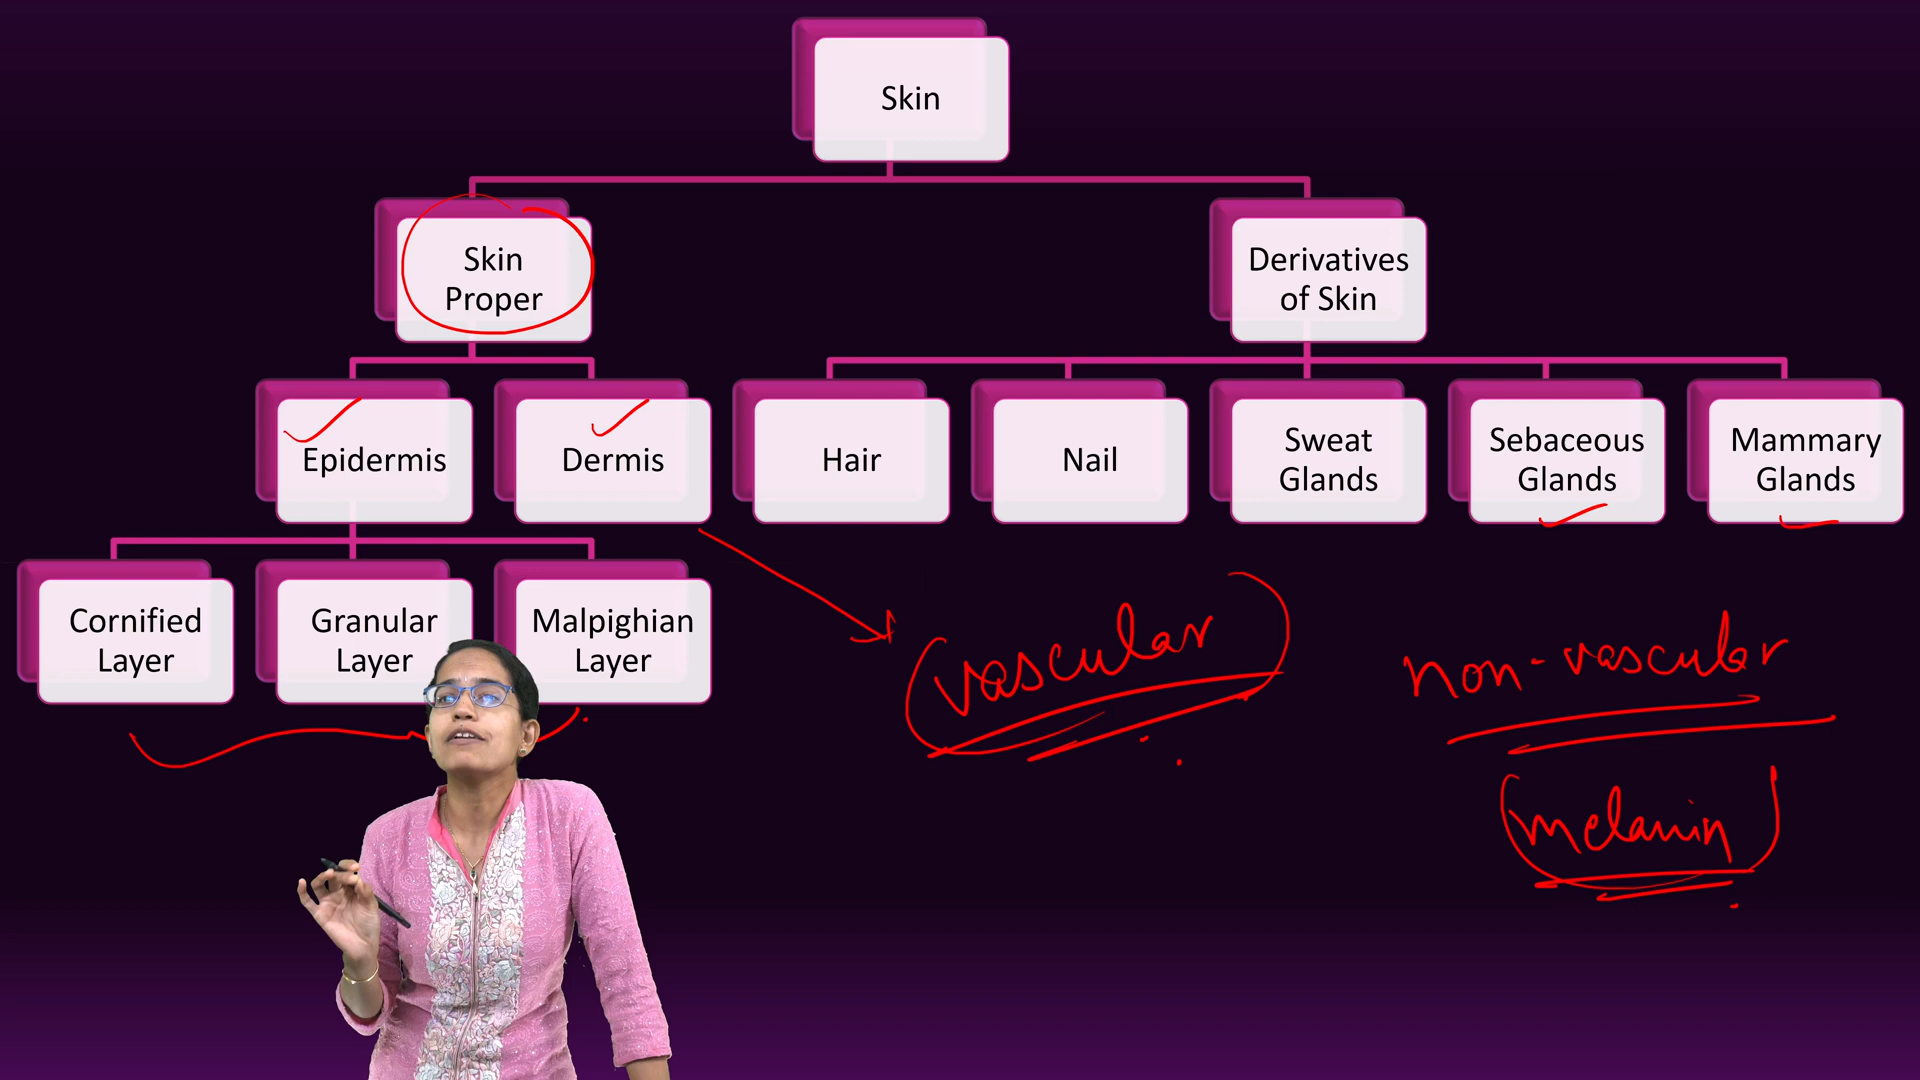 Skin
Skin
Proper
Derivatives
of Skin
Epidermis
Dermis
Hair
Nail
Sweat
Glands
Sebaceous
Glands
Mammary
Glands
Cornified
Layer
Granular
Layer
Malpighian
Layer
vascular
non-vascular
melanin